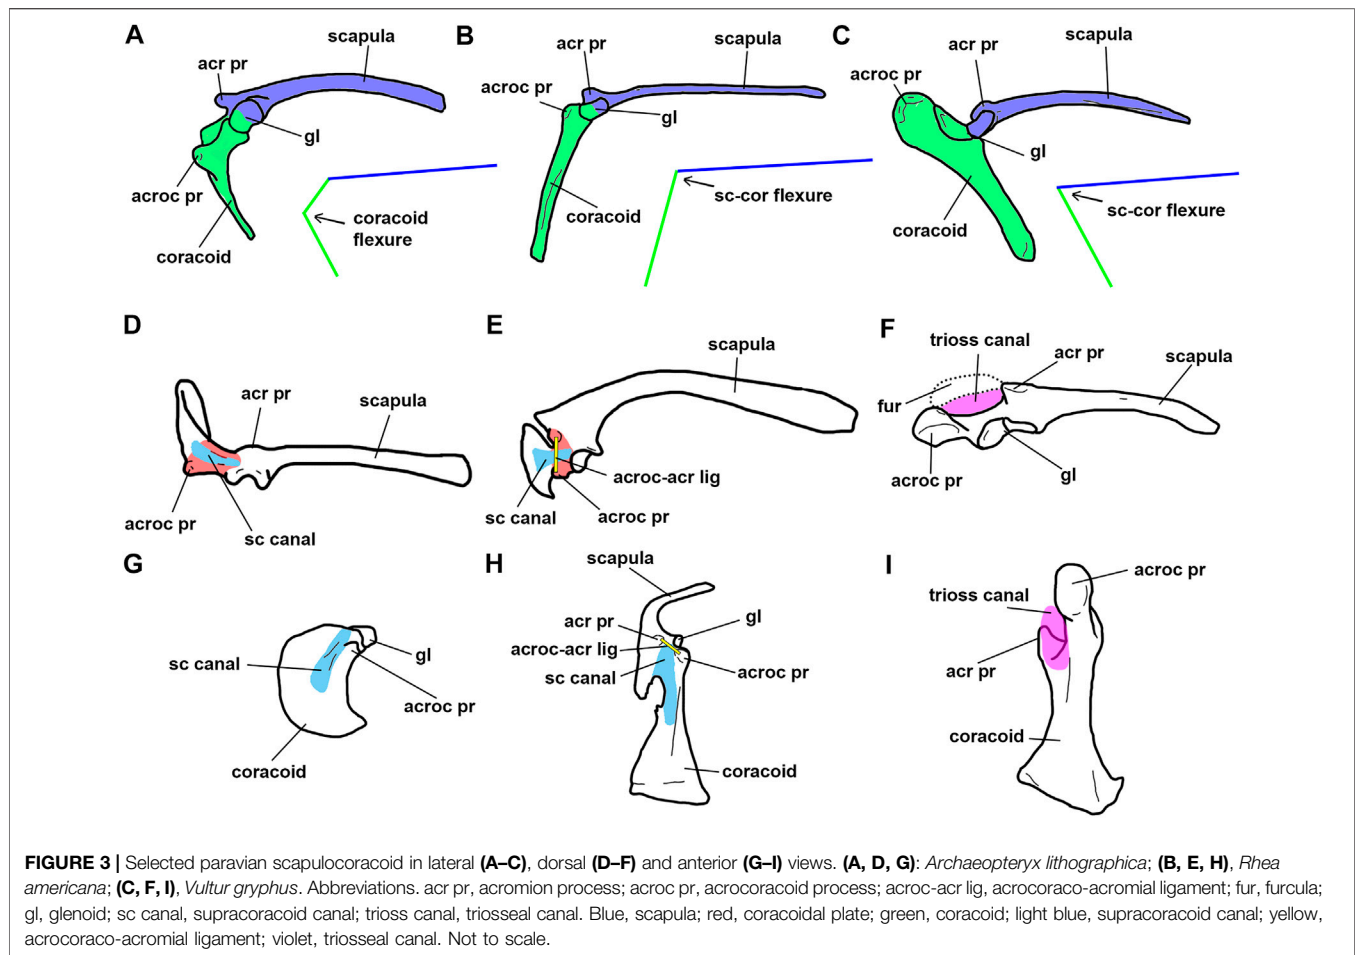 A
scapula
acr pr
gl
acroc pr
coracoid
flexure
coracoid
B
scapula
acr pr
acroc pr
gl
sc-cor flexure
coracoid
C
scapula
acr pr
acroc pr
gl
sc-cor flexure
coracoid
D
acr pr
scapula
acroc pr
sc canal
E
scapula
acroc-acr lig
sc canal
acroc pr
F
trioss canal
acr pr
scapula
fur
acroc pr
gl
G
sc canal
gl
acroc pr
coracoid
H
scapula
acr pr
gl
acroc-acr lig
sc canal
acroc pr
coracoid
I
acroc pr
trioss canal
acr pr
coracoid
FIGURE 3 | Selected paravian scapulocoracoid in lateral (A–C), dorsal (D–F) and anterior (G–I) views. (A, D, G): Archaeopteryx lithographica; (B, E, H), Rhea
americana; (C, F, I), Vultur gryphus. Abbreviations. acr pr, acromion process; acroc pr, acrocoracoid process; acroc-acr lig, acrocoraco-acromial ligament; fur, furcula;
gl, glenoid; sc canal, supracoracoid canal; trioss canal, triosseal canal. Blue, scapula; red, coracoidal plate; green, coracoid; light blue, supracoracoid canal; yellow,
acrocoraco-acromial ligament; violet, triosseal canal. Not to scale.